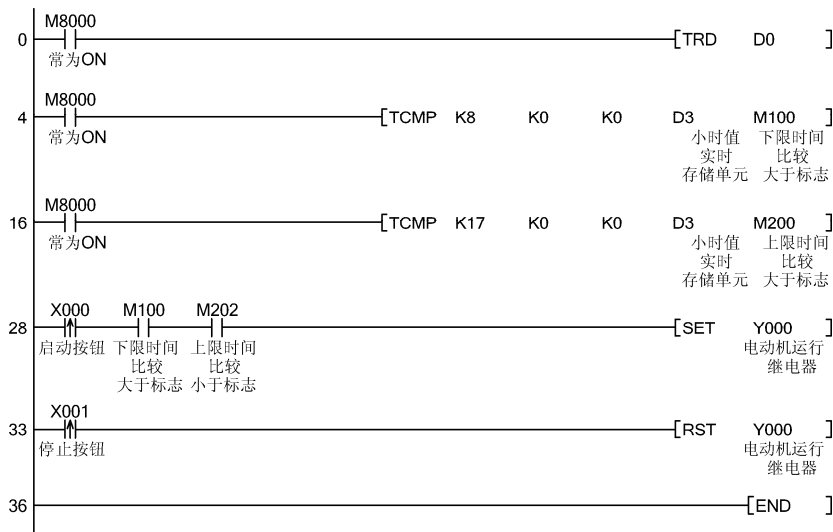 M8000
0 [TRD D0 ]
常为ON
M8000
4 [TCMP K8 K0 K0 D3 M100 ]
常为ON 小时值 下限时间
实时 比较
存储单元 大于标志
M8000
16 [TCMP K17 K0 K0 D3 M200 ]
常为ON 小时值 上限时间
实时 比较
存储单元 大于标志
X000 M100 M202
28 [SET Y000 ]
启动按钮 下限时间 上限时间 电动机运行
比较 比较 继电器
大于标志 小于标志
X001
33 [RST Y000 ]
停止按钮 电动机运行
继电器
36 [END ]